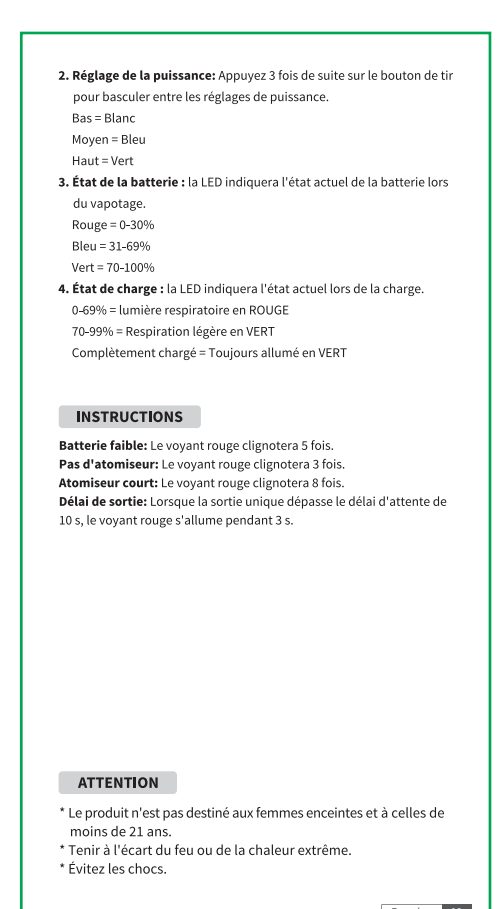 2. Réglage de la puissance: Appuyez 3 fois de suite sur le bouton de tir
pour basculer entre les réglages de puissance.
Bas = Blanc
Moyen = Bleu
Haut = Vert
3. État de la batterie : la LED indiquera l'état actuel de la batterie lors
du vapotage.
Rouge = 0-30%
Bleu = 31-69%
Vert = 70-100%
4. État de charge : la LED indiquera l'état actuel lors de la charge.
0-69% = lumière respiratoire en ROUGE
70-99% = Respiration légère en VERT
Complètement chargé = Toujours allumé en VERT
INSTRUCTIONS
Batterie faible: Le voyant rouge clignotera 5 fois.
Pas d'atomiseur: Le voyant rouge clignotera 3 fois.
Atomiseur court: Le voyant rouge clignotera 8 fois.
Délai de sortie: Lorsque la sortie unique dépasse le délai d'attente de
10 s, le voyant rouge s'allume pendant 3 s.
ATTENTION
* Le produit n'est pas destiné aux femmes enceintes et à celles de
moins de 21 ans.
* Tenir à l'écart du feu ou de la chaleur extrême.
* Évitez les chocs.